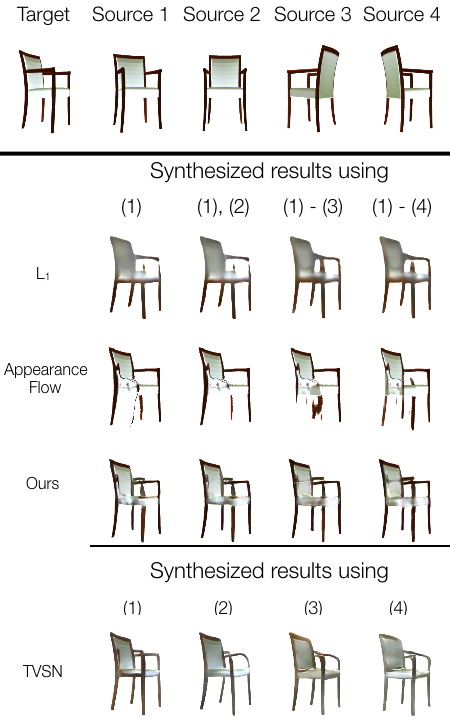 Target Source 1 Source 2 Source 3 Source 4
Synthesized results using
(1) (1), (2) (1) - (3) (1) - (4)
L₁
Appearance
Flow
Ours
Synthesized results using
(1) (2) (3) (4)
TVSN